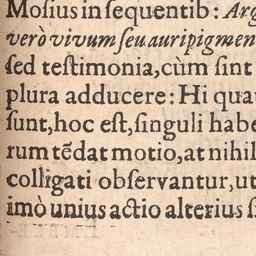 Moſius in ſequentib: Arg
verò vivum ſeu auripigmen
ſed teſtimonia, cùm ſint
plura adducere: Hi qua
ſunt, hoc eſt, ſinguli habe
rum tēdat motio, at nihil
colligati obſervantur, ut
imò unius actio alterius ſi